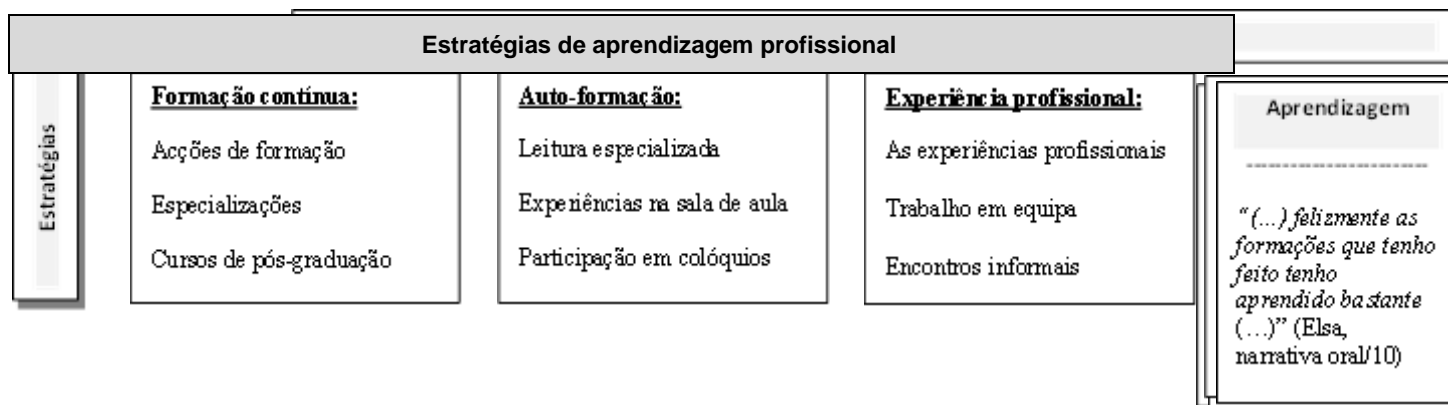 Estratégias de aprendizagem profissional
Estratégias
Formação contínua:
Acções de formação
Especializações
Cursos de pós-graduação
Auto-formação:
Leitura especializada
Experiências na sala de aula
Participação em colóquios
Experiência profissional:
As experiências profissionais
Trabalho em equipa
Encontros informais
Aprendizagem
---------------------------
“(...) felizmente as
formações que tenho
feito tenho
aprendido bastante
(...)” (Elsa,
narrativa oral/10)